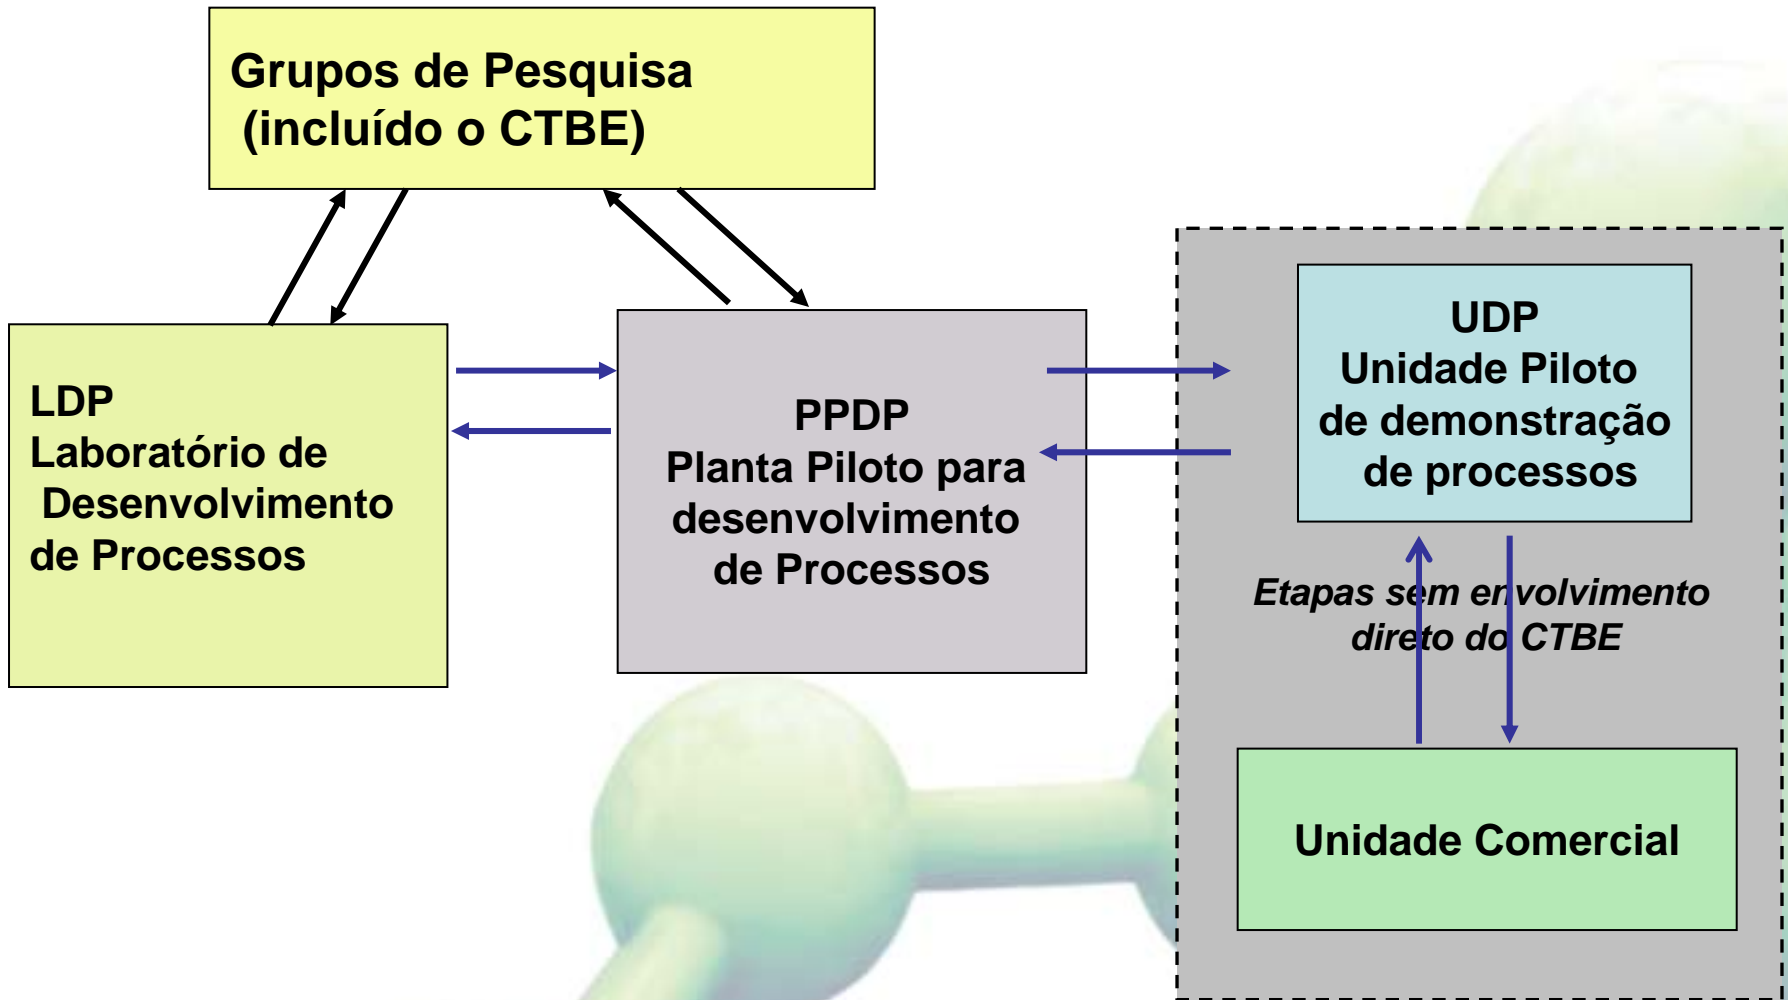 Grupos de Pesquisa
(incluído o CTBE)
LDP
Laboratório de
Desenvolvimento
de Processos
PPDP
Planta Piloto para
desenvolvimento
de Processos
UDP
Unidade Piloto
de demonstração
de processos
Etapas sem envolvimento
direto do CTBE
Unidade Comercial